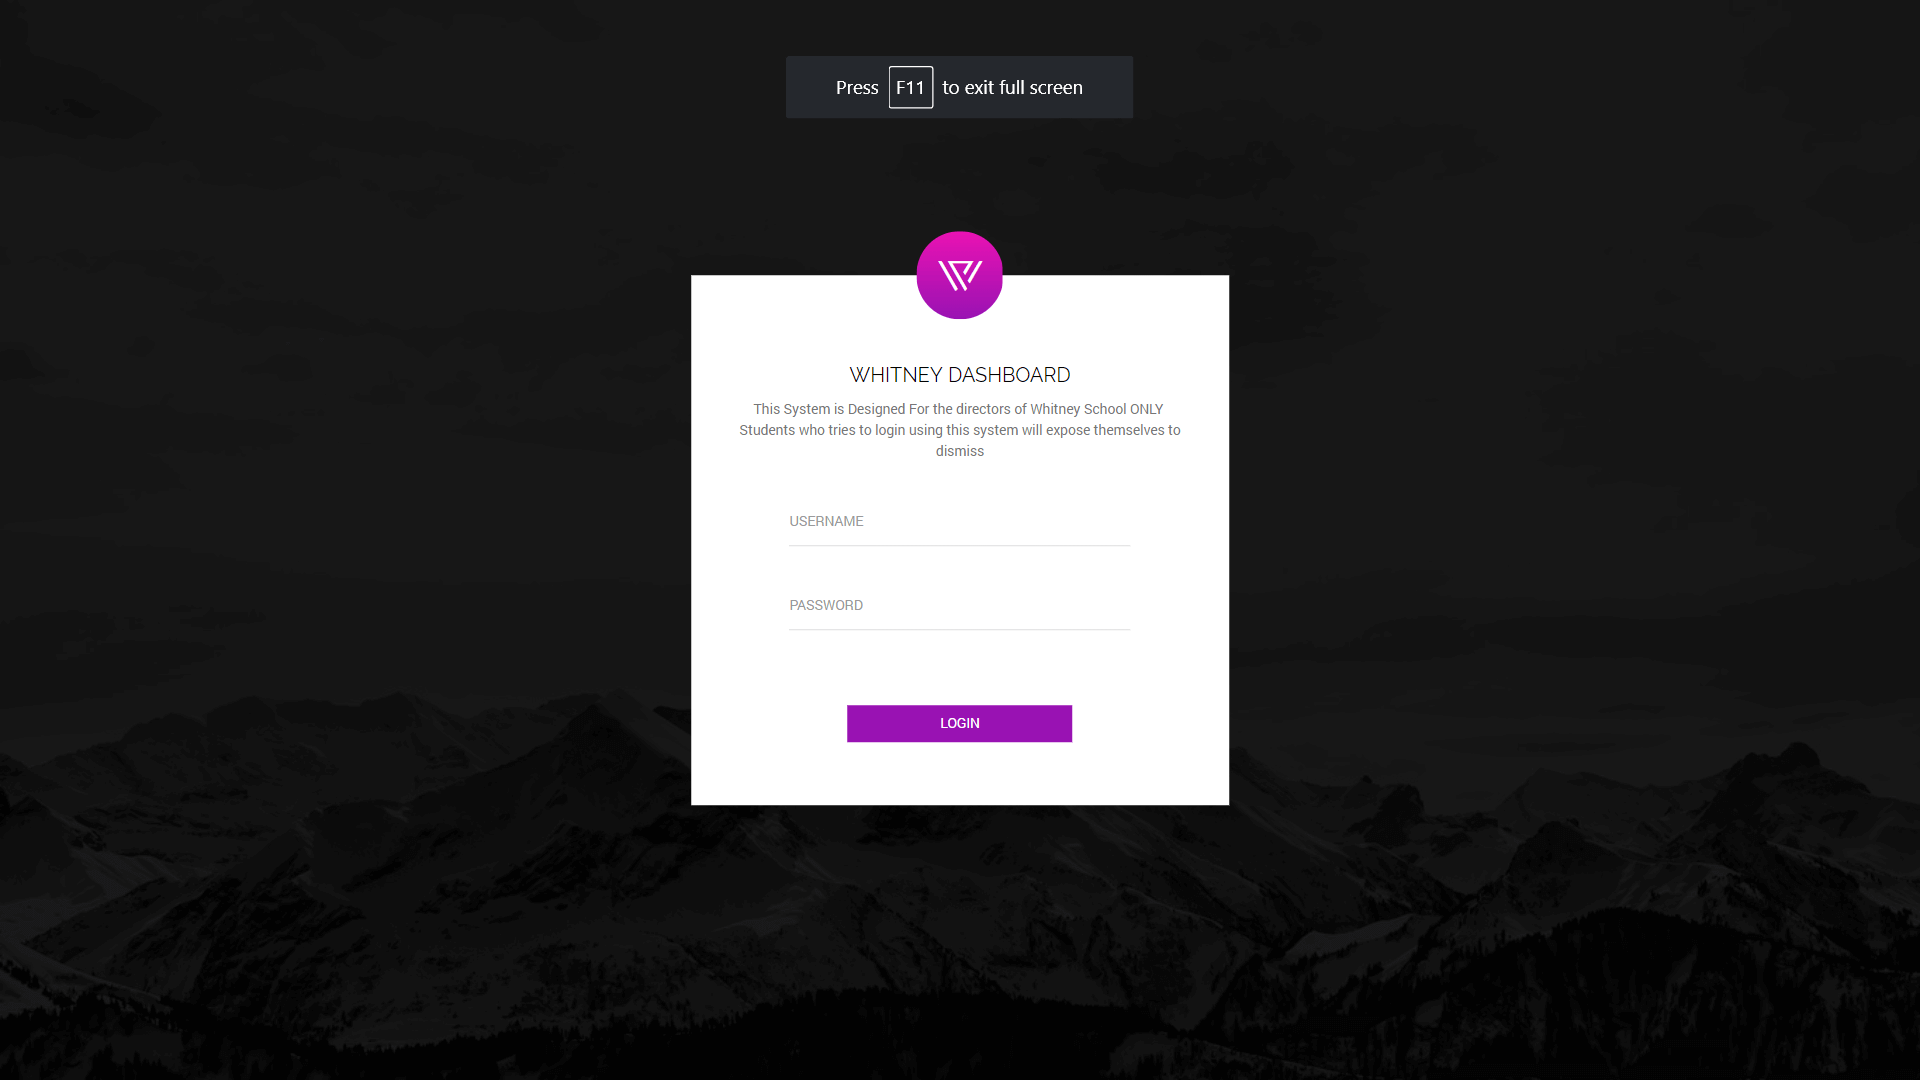 Press F11 to exit full screen
WHITNEY DASHBOARD
This System is Designed For the directors of Whitney School ONLY
Students who tries to login using this system will expose themselves to
dismiss
USERNAME
PASSWORD
LOGIN